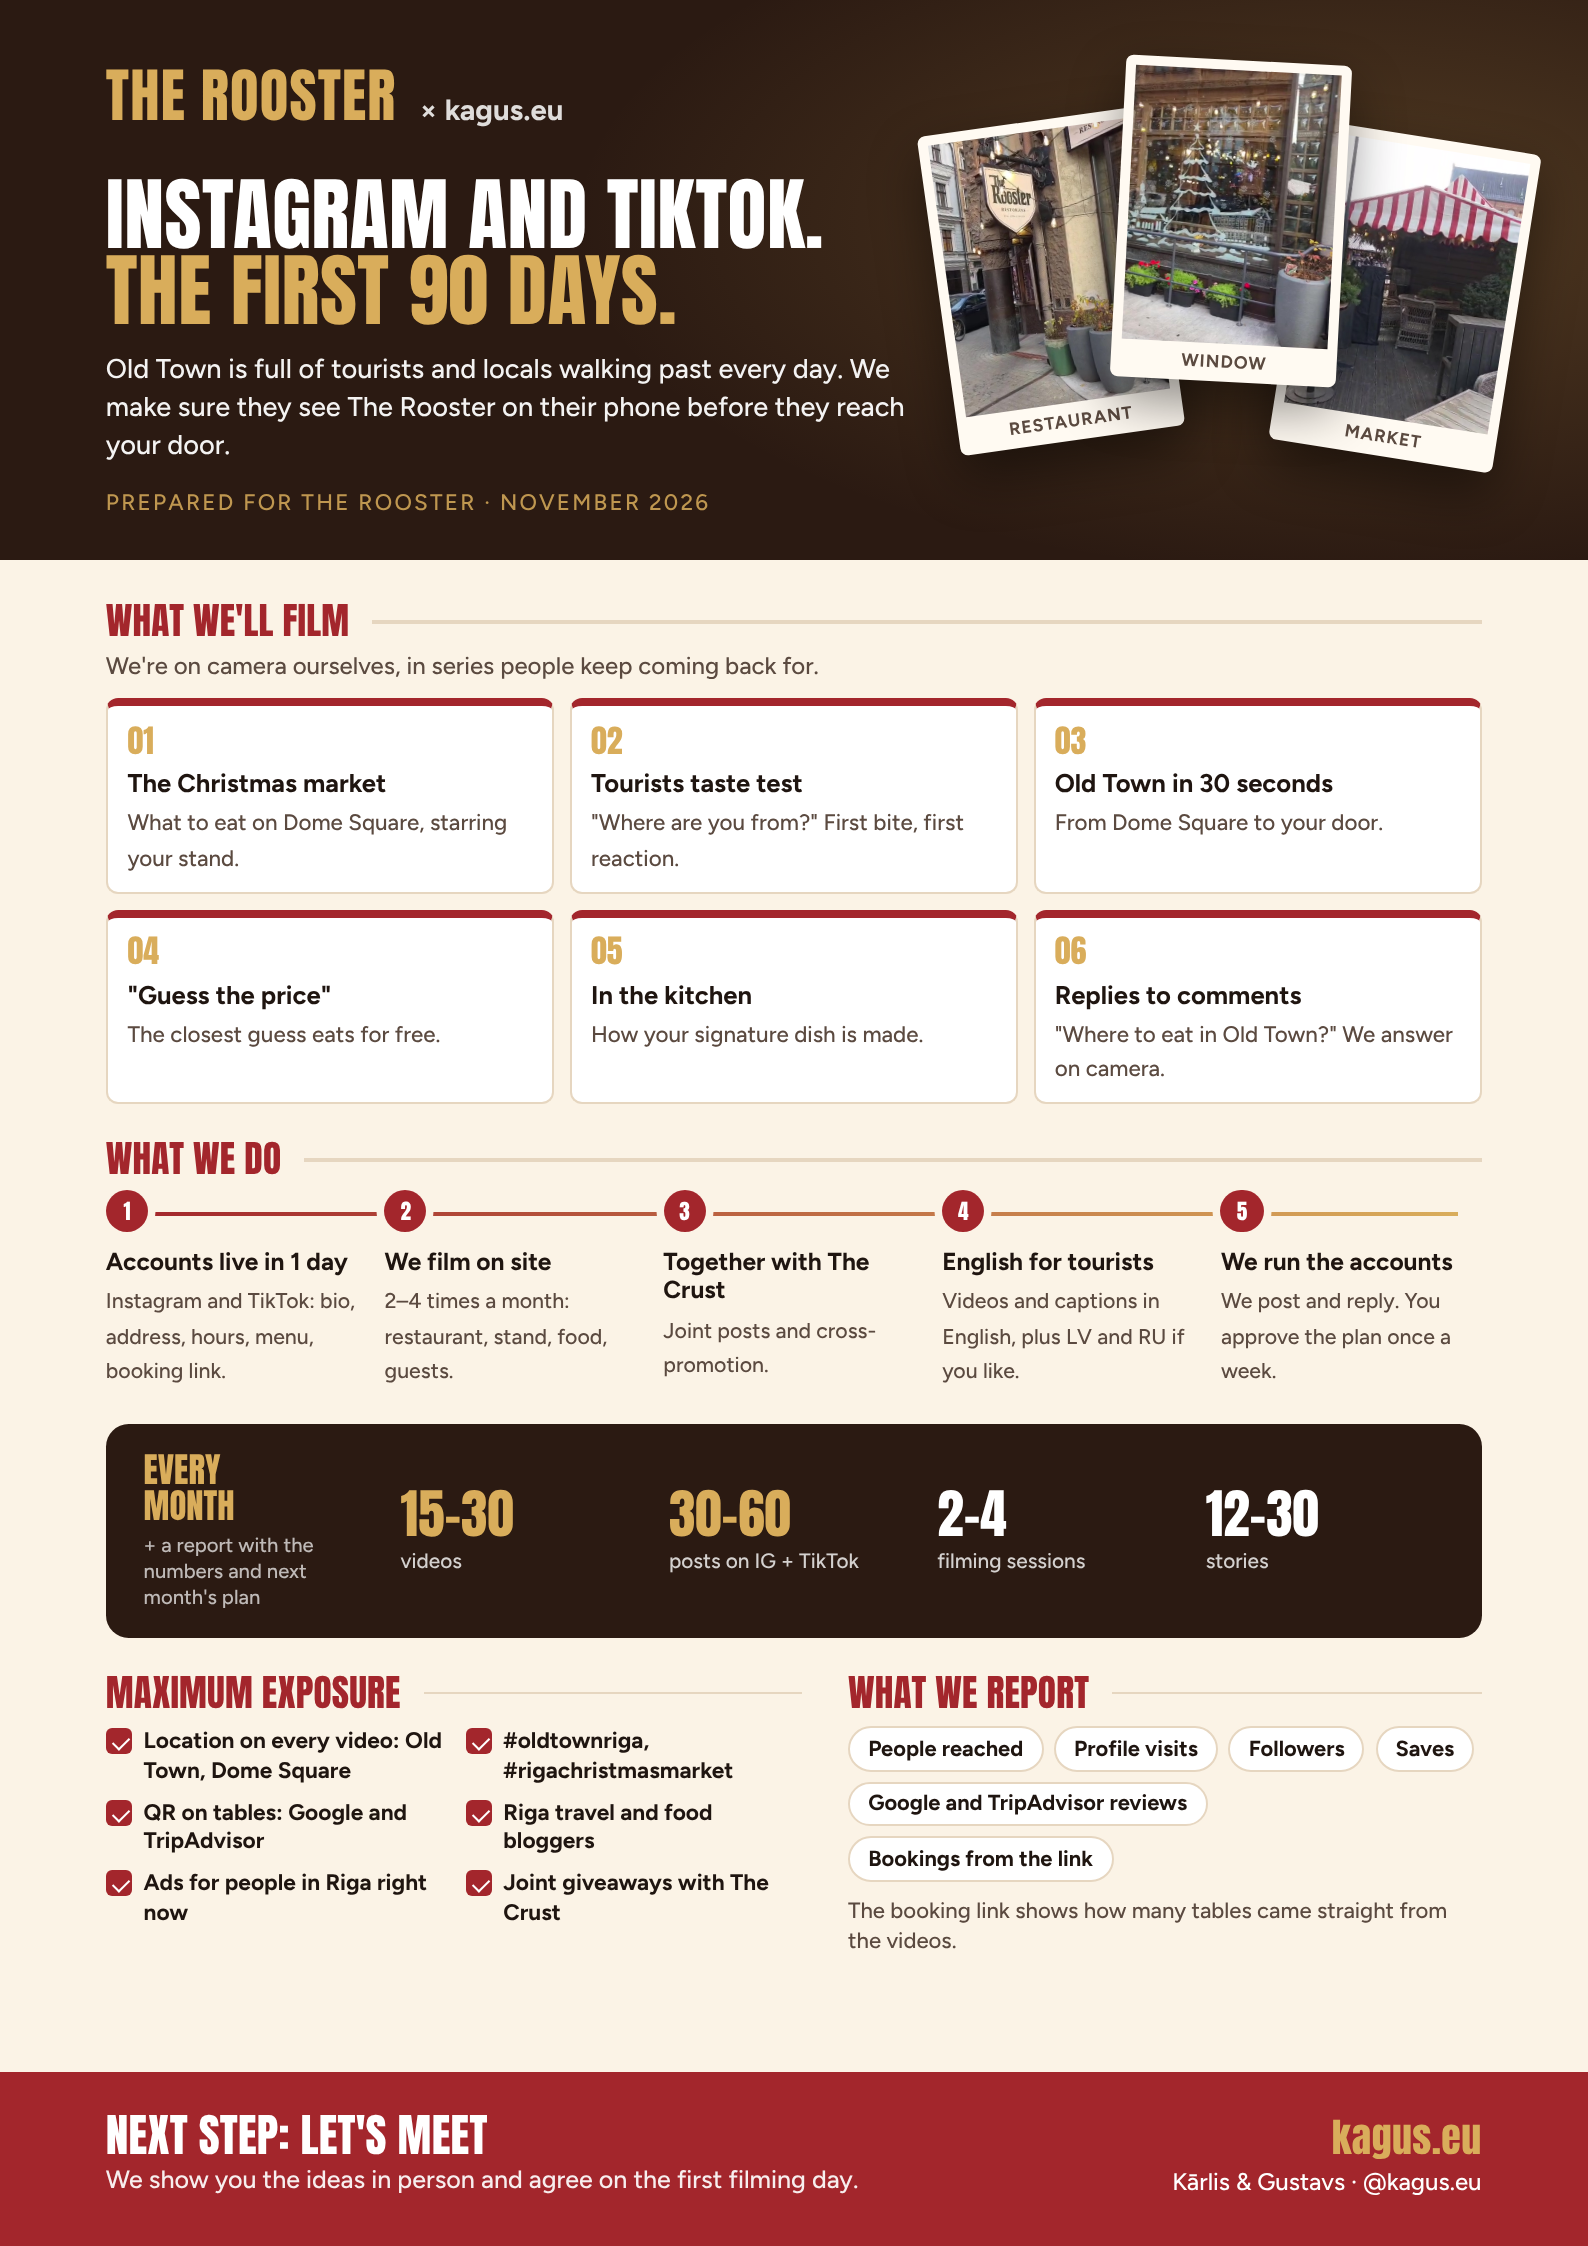 THE ROOSTER × kagus.eu
INSTAGRAM AND TIKTOK.
THE FIRST 90 DAYS.
Old Town is full of tourists and locals walking past every day. We
make sure they see The Rooster on their phone before they reach
your door.
PREPARED FOR THE ROOSTER · NOVEMBER 2026
The Rooster
RESTAURANT
WINDOW
MARKET
WHAT WE'LL FILM
We're on camera ourselves, in series people keep coming back for.
01
The Christmas market
What to eat on Dome Square, starring
your stand.
02
Tourists taste test
"Where are you from?" First bite, first
reaction.
03
Old Town in 30 seconds
From Dome Square to your door.
04
"Guess the price"
The closest guess eats for free.
05
In the kitchen
How your signature dish is made.
06
Replies to comments
"Where to eat in Old Town?" We answer
on camera.
WHAT WE DO
1
Accounts live in 1 day
Instagram and TikTok: bio,
address, hours, menu,
booking link.
2
We film on site
2–4 times a month:
restaurant, stand, food,
guests.
3
Together with The
Crust
Joint posts and cross-
promotion.
4
English for tourists
Videos and captions in
English, plus LV and RU if
you like.
5
We run the accounts
We post and reply. You
approve the plan once a
week.
EVERY
MONTH
+ a report with the
numbers and next
month's plan
15–30
videos
30–60
posts on IG + TikTok
2–4
filming sessions
12–30
stories
MAXIMUM EXPOSURE
Location on every video: Old
Town, Dome Square
#oldtownriga,
#rigachristmasmarket
QR on tables: Google and
TripAdvisor
Riga travel and food
bloggers
Ads for people in Riga right
now
Joint giveaways with The
Crust
WHAT WE REPORT
People reached Profile visits Followers Saves
Google and TripAdvisor reviews
Bookings from the link
The booking link shows how many tables came straight from
the videos.
NEXT STEP: LET'S MEET
We show you the ideas in person and agree on the first filming day.
kagus.eu
Kārlis & Gustavs · @kagus.eu